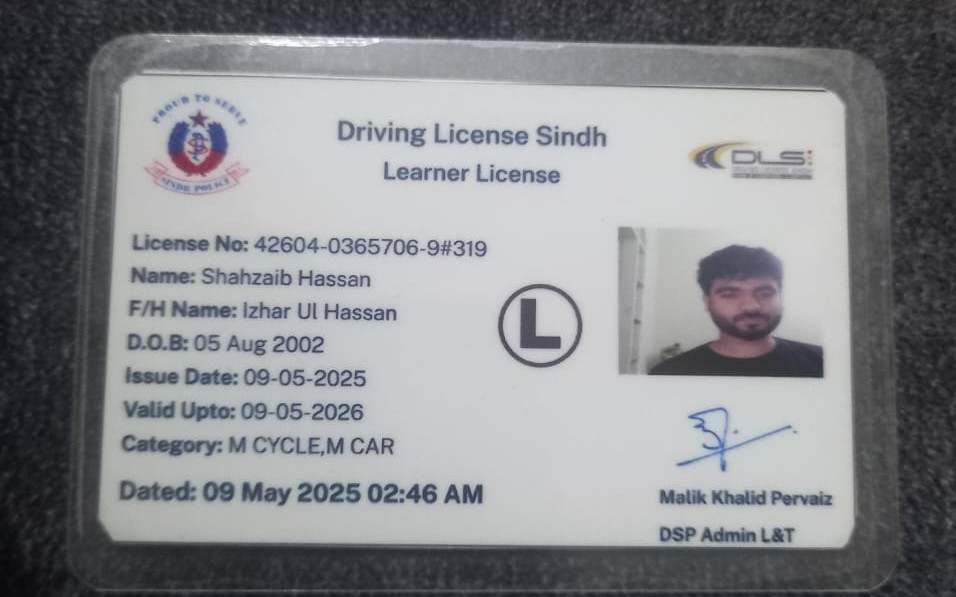 PROUD TO SERVE
SINDH POLICE
Driving License Sindh
Learner License
DLS
License No: 42604-0365706-9#319
Name: Shahzaib Hassan
F/H Name: Izhar Ul Hassan
D.O.B: 05 Aug 2002
Issue Date: 09-05-2025
Valid Upto: 09-05-2026
Category: M CYCLE,M CAR
Dated: 09 May 2025 02:46 AM
L
Malik Khalid Pervaiz
DSP Admin L&T